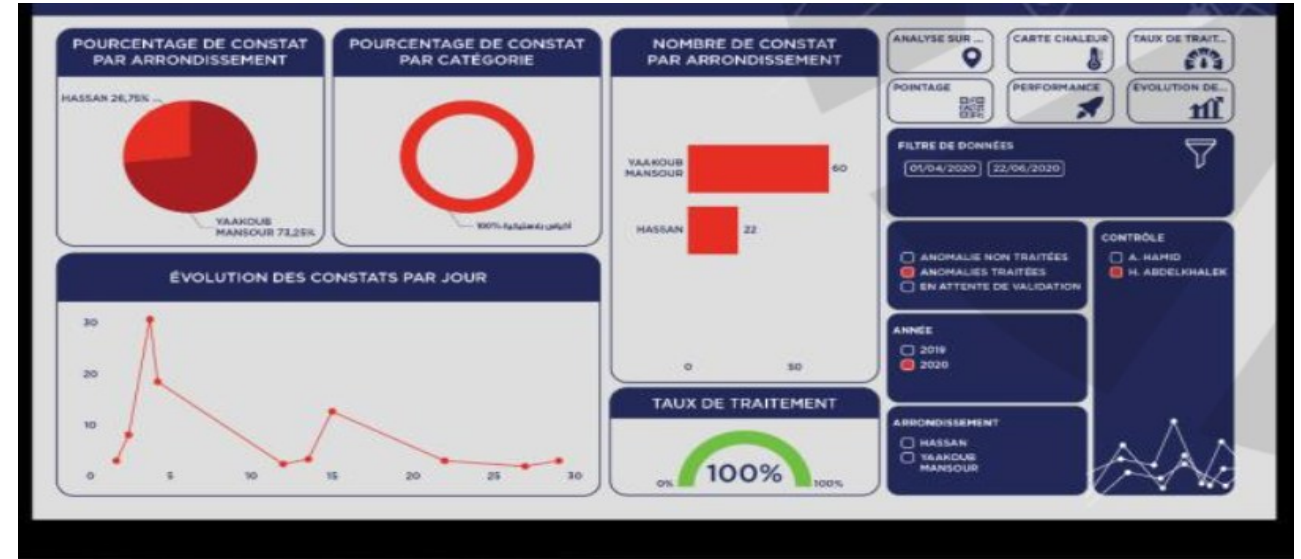 POURCENTAGE DE CONSTAT
PAR ARRONDISSEMENT
HASSAN 26,75%
YAAKOUB
MANSOUR 73,25%
POURCENTAGE DE CONSTAT
PAR CATÉGORIE
أكياس بلاستيكية 100%
NOMBRE DE CONSTAT
PAR ARRONDISSEMENT
YAAKOUB
MANSOUR
60
HASSAN
22
0 50
ANALYSE SUR ...
CARTE CHALEUR
TAUX DE TRAIT...
POINTAGE
PERFORMANCE
ÉVOLUTION DE...
FILTRE DE DONNÉES
01/04/2020 22/06/2020
ANOMALIE NON TRAITÉES
ANOMALIES TRAITÉES
EN ATTENTE DE VALIDATION
CONTRÔLE
A. HAMID
H. ABDELKHALEK
ANNÉE
2019
2020
ARRONDISSEMENT
HASSAN
YAAKOUB
MANSOUR
ÉVOLUTION DES CONSTATS PAR JOUR
30
20
10
0 5 10 15 20 25 30
TAUX DE TRAITEMENT
100%
0% 100%